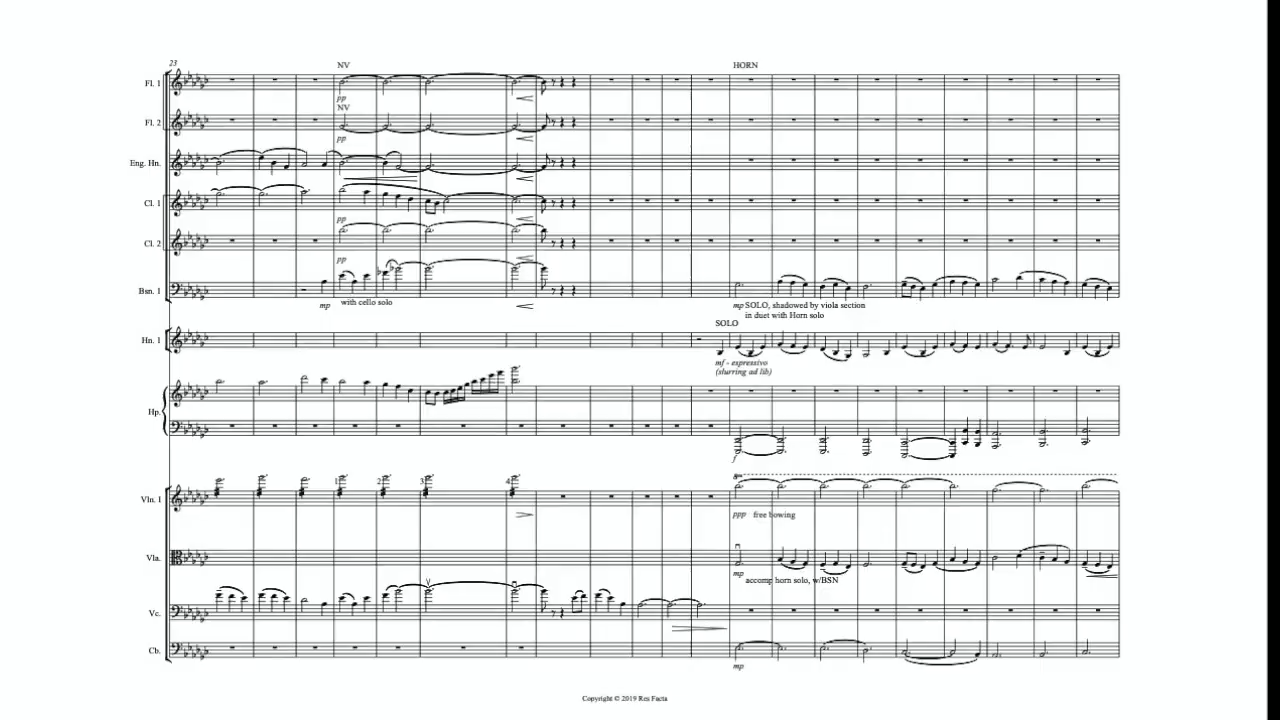 23
NV
HORN
Fl. 1
pp
NV
Fl. 2
pp
Eng. Hn.
Cl. 1
pp
Cl. 2
pp
Bsn. 1
mp
with cello solo
mp SOLO, shadowed by viola section
in duet with Horn solo
SOLO
Hn. 1
mf - espressivo
(slurring ad lib)
Hp.
f
8va
1
2
3
4
Vln. 1
ppp free bowing
Vla.
mp
accomp horn solo, w/BSN
Vc.
Cb.
mp
Copyright © 2019 Res Facta